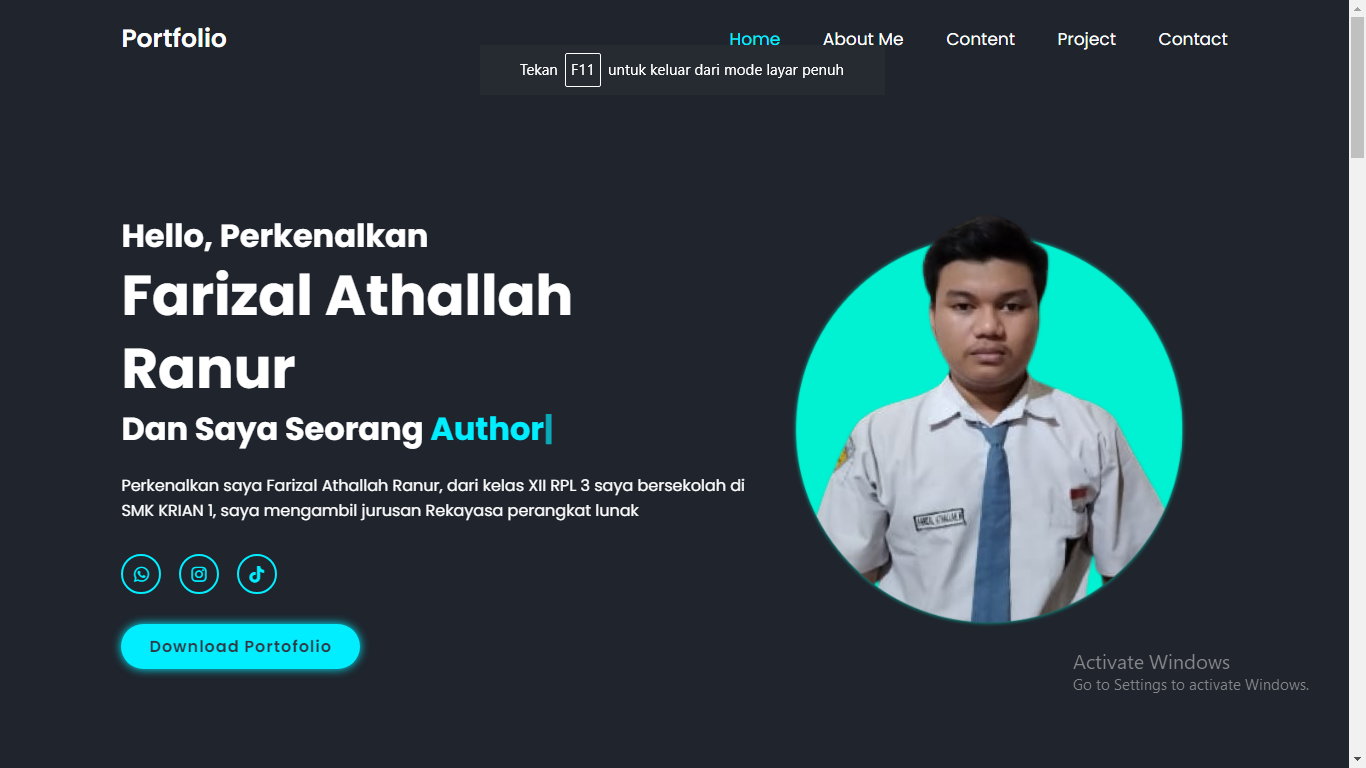 Portfolio
Home About Me Content Project Contact
Tekan F11 untuk keluar dari mode layar penuh
Hello, Perkenalkan
Farizal Athallah
Ranur
Dan Saya Seorang Author
Perkenalkan saya Farizal Athallah Ranur, dari kelas XII RPL 3 saya bersekolah di
SMK KRIAN 1, saya mengambil jurusan Rekayasa perangkat lunak
Download Portofolio
Activate Windows
Go to Settings to activate Windows.